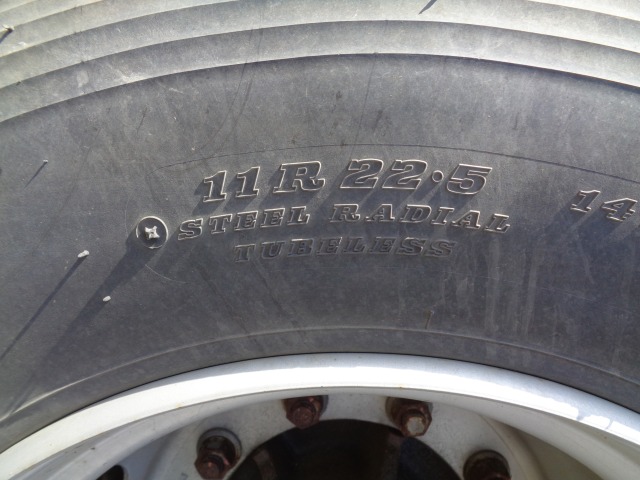 11R 22.5
STEEL RADIAL
TUBELESS
14